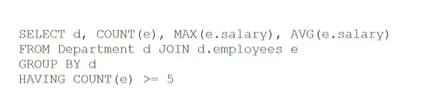 SELECT d, COUNT(e), MAX(e.salary), AVG(e.salary)
FROM Department d JOIN d.employees e
GROUP BY d
HAVING COUNT(e) >= 5